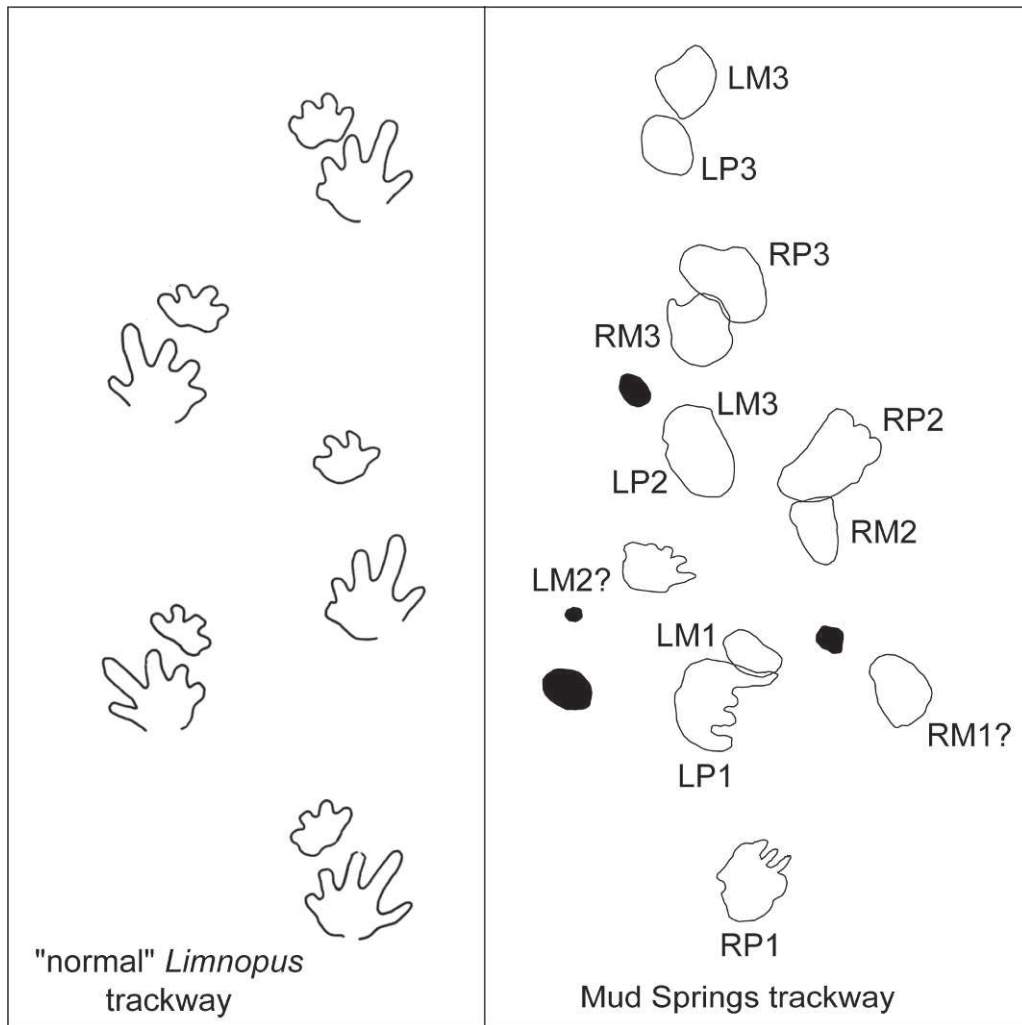 LM3
LP3
RP3
RM3
LM3
RP2
LP2
RM2
LM2?
LM1
RM1?
LP1
RP1
"normal" Limnopus
trackway
Mud Springs trackway